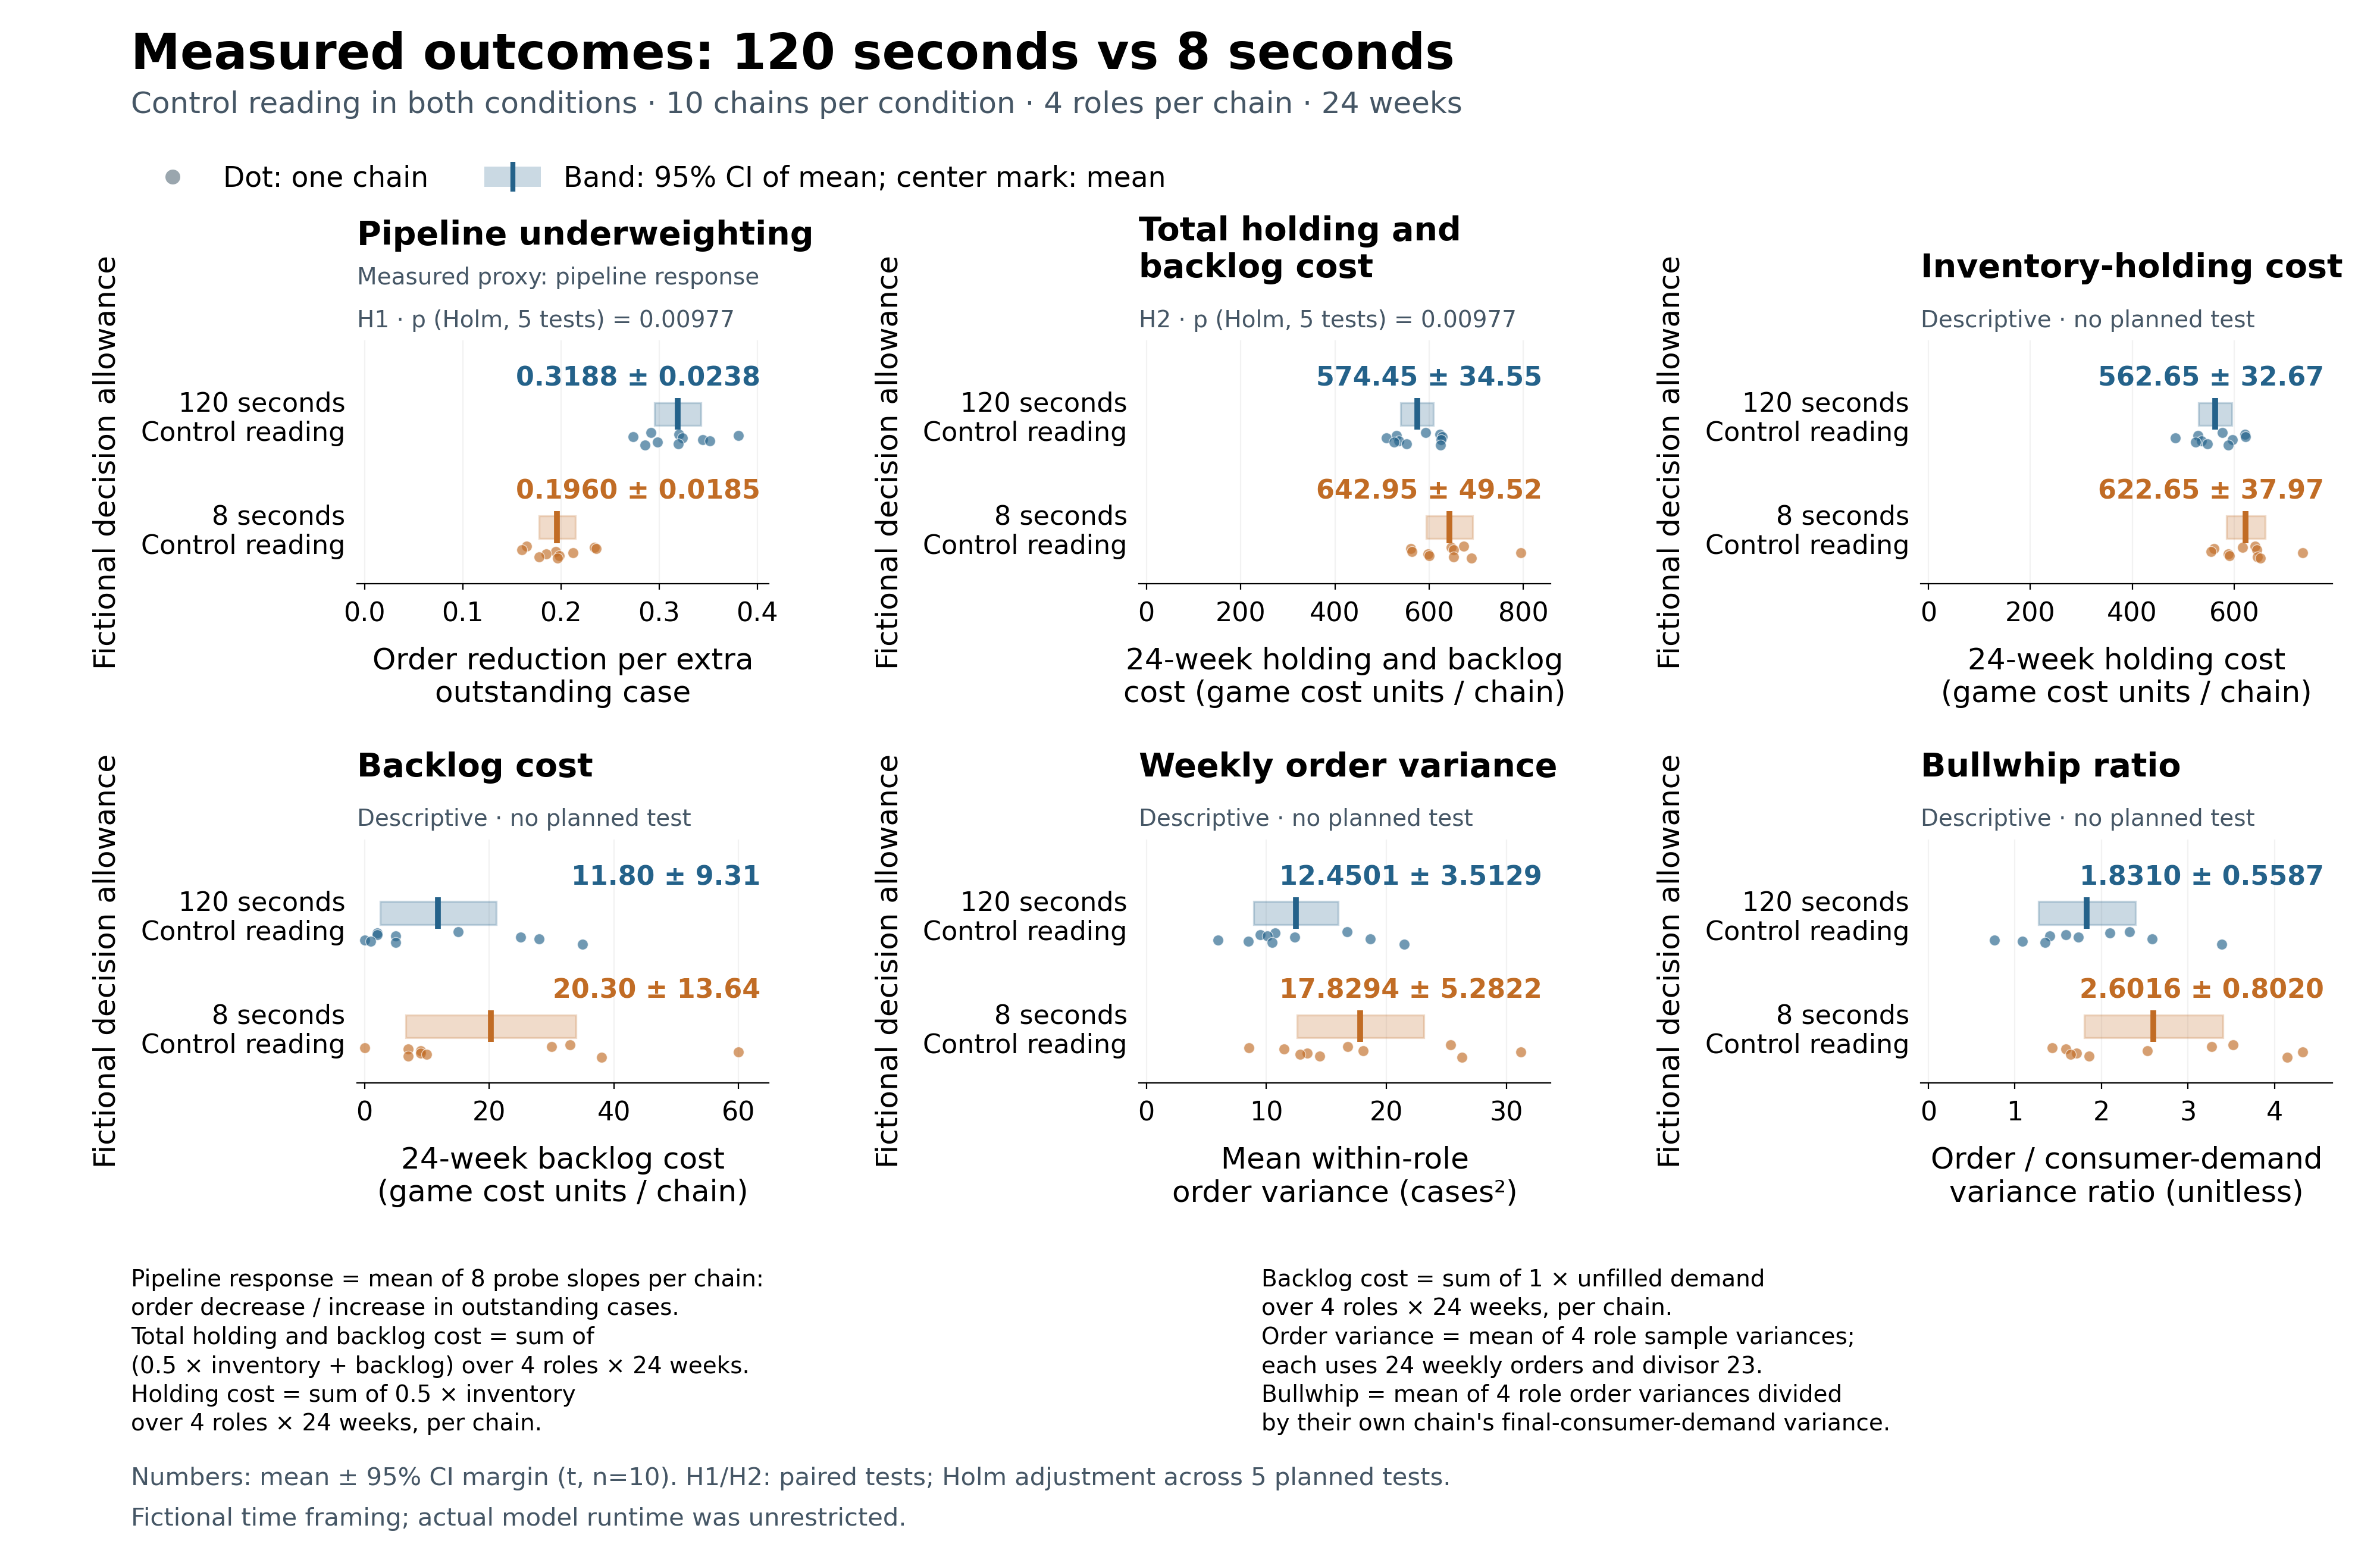 Measured outcomes: 120 seconds vs 8 seconds
Control reading in both conditions · 10 chains per condition · 4 roles per chain · 24 weeks
Dot: one chain
Band: 95% CI of mean; center mark: mean
Pipeline underweighting
Measured proxy: pipeline response
H1 · p (Holm, 5 tests) = 0.00977
Fictional decision allowance
0.3188 ± 0.0238
120 seconds
Control reading
0.1960 ± 0.0185
8 seconds
Control reading
0.0 0.1 0.2 0.3 0.4
Order reduction per extra
outstanding case
Total holding and
backlog cost
H2 · p (Holm, 5 tests) = 0.00977
Fictional decision allowance
574.45 ± 34.55
120 seconds
Control reading
642.95 ± 49.52
8 seconds
Control reading
0 200 400 600 800
24-week holding and backlog
cost (game cost units / chain)
Inventory-holding cost
Descriptive · no planned test
Fictional decision allowance
562.65 ± 32.67
120 seconds
Control reading
622.65 ± 37.97
8 seconds
Control reading
0 200 400 600
24-week holding cost
(game cost units / chain)
Backlog cost
Descriptive · no planned test
Fictional decision allowance
11.80 ± 9.31
120 seconds
Control reading
20.30 ± 13.64
8 seconds
Control reading
0 20 40 60
24-week backlog cost
(game cost units / chain)
Weekly order variance
Descriptive · no planned test
Fictional decision allowance
12.4501 ± 3.5129
120 seconds
Control reading
17.8294 ± 5.2822
8 seconds
Control reading
0 10 20 30
Mean within-role
order variance (cases²)
Bullwhip ratio
Descriptive · no planned test
Fictional decision allowance
1.8310 ± 0.5587
120 seconds
Control reading
2.6016 ± 0.8020
8 seconds
Control reading
0 1 2 3 4
Order / consumer-demand
variance ratio (unitless)
Pipeline response = mean of 8 probe slopes per chain:
order decrease / increase in outstanding cases.
Total holding and backlog cost = sum of
(0.5 × inventory + backlog) over 4 roles × 24 weeks.
Holding cost = sum of 0.5 × inventory
over 4 roles × 24 weeks, per chain.
Backlog cost = sum of 1 × unfilled demand
over 4 roles × 24 weeks, per chain.
Order variance = mean of 4 role sample variances;
each uses 24 weekly orders and divisor 23.
Bullwhip = mean of 4 role order variances divided
by their own chain's final-consumer-demand variance.
Numbers: mean ± 95% CI margin (t, n=10). H1/H2: paired tests; Holm adjustment across 5 planned tests.
Fictional time framing; actual model runtime was unrestricted.